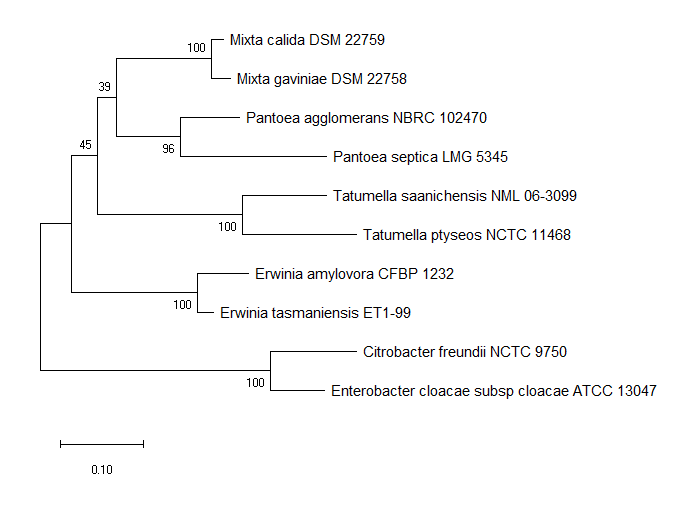 Mixta calida DSM 22759
100
Mixta gaviniae DSM 22758
39
Pantoea agglomerans NBRC 102470
45
96
Pantoea septica LMG 5345
Tatumella saanichensis NML 06-3099
100
Tatumella ptyseos NCTC 11468
Erwinia amylovora CFBP 1232
100
Erwinia tasmaniensis ET1-99
Citrobacter freundii NCTC 9750
100
Enterobacter cloacae subsp cloacae ATCC 13047
0.10